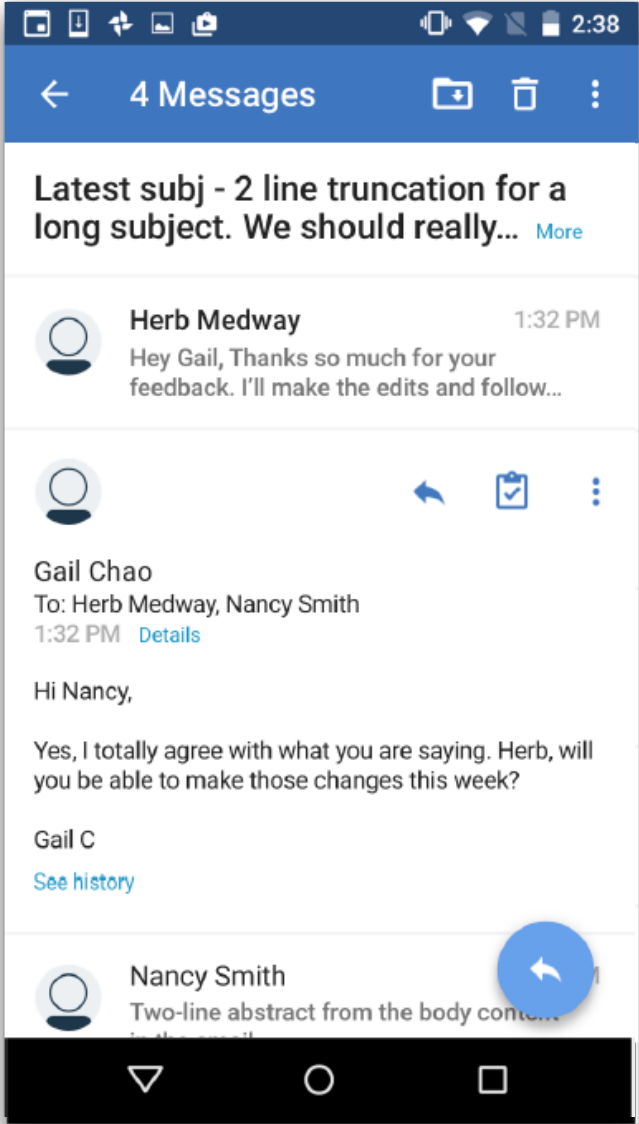 2:38
4 Messages
Latest subj - 2 line truncation for a
long subject. We should really... More
Herb Medway 1:32 PM
Hey Gail, Thanks so much for your
feedback. I'll make the edits and follow...
Gail Chao
To: Herb Medway, Nancy Smith
1:32 PM Details
Hi Nancy,
Yes, I totally agree with what you are saying. Herb, will
you be able to make those changes this week?
Gail C
See history
Nancy Smith
Two-line abstract from the body content
in the email